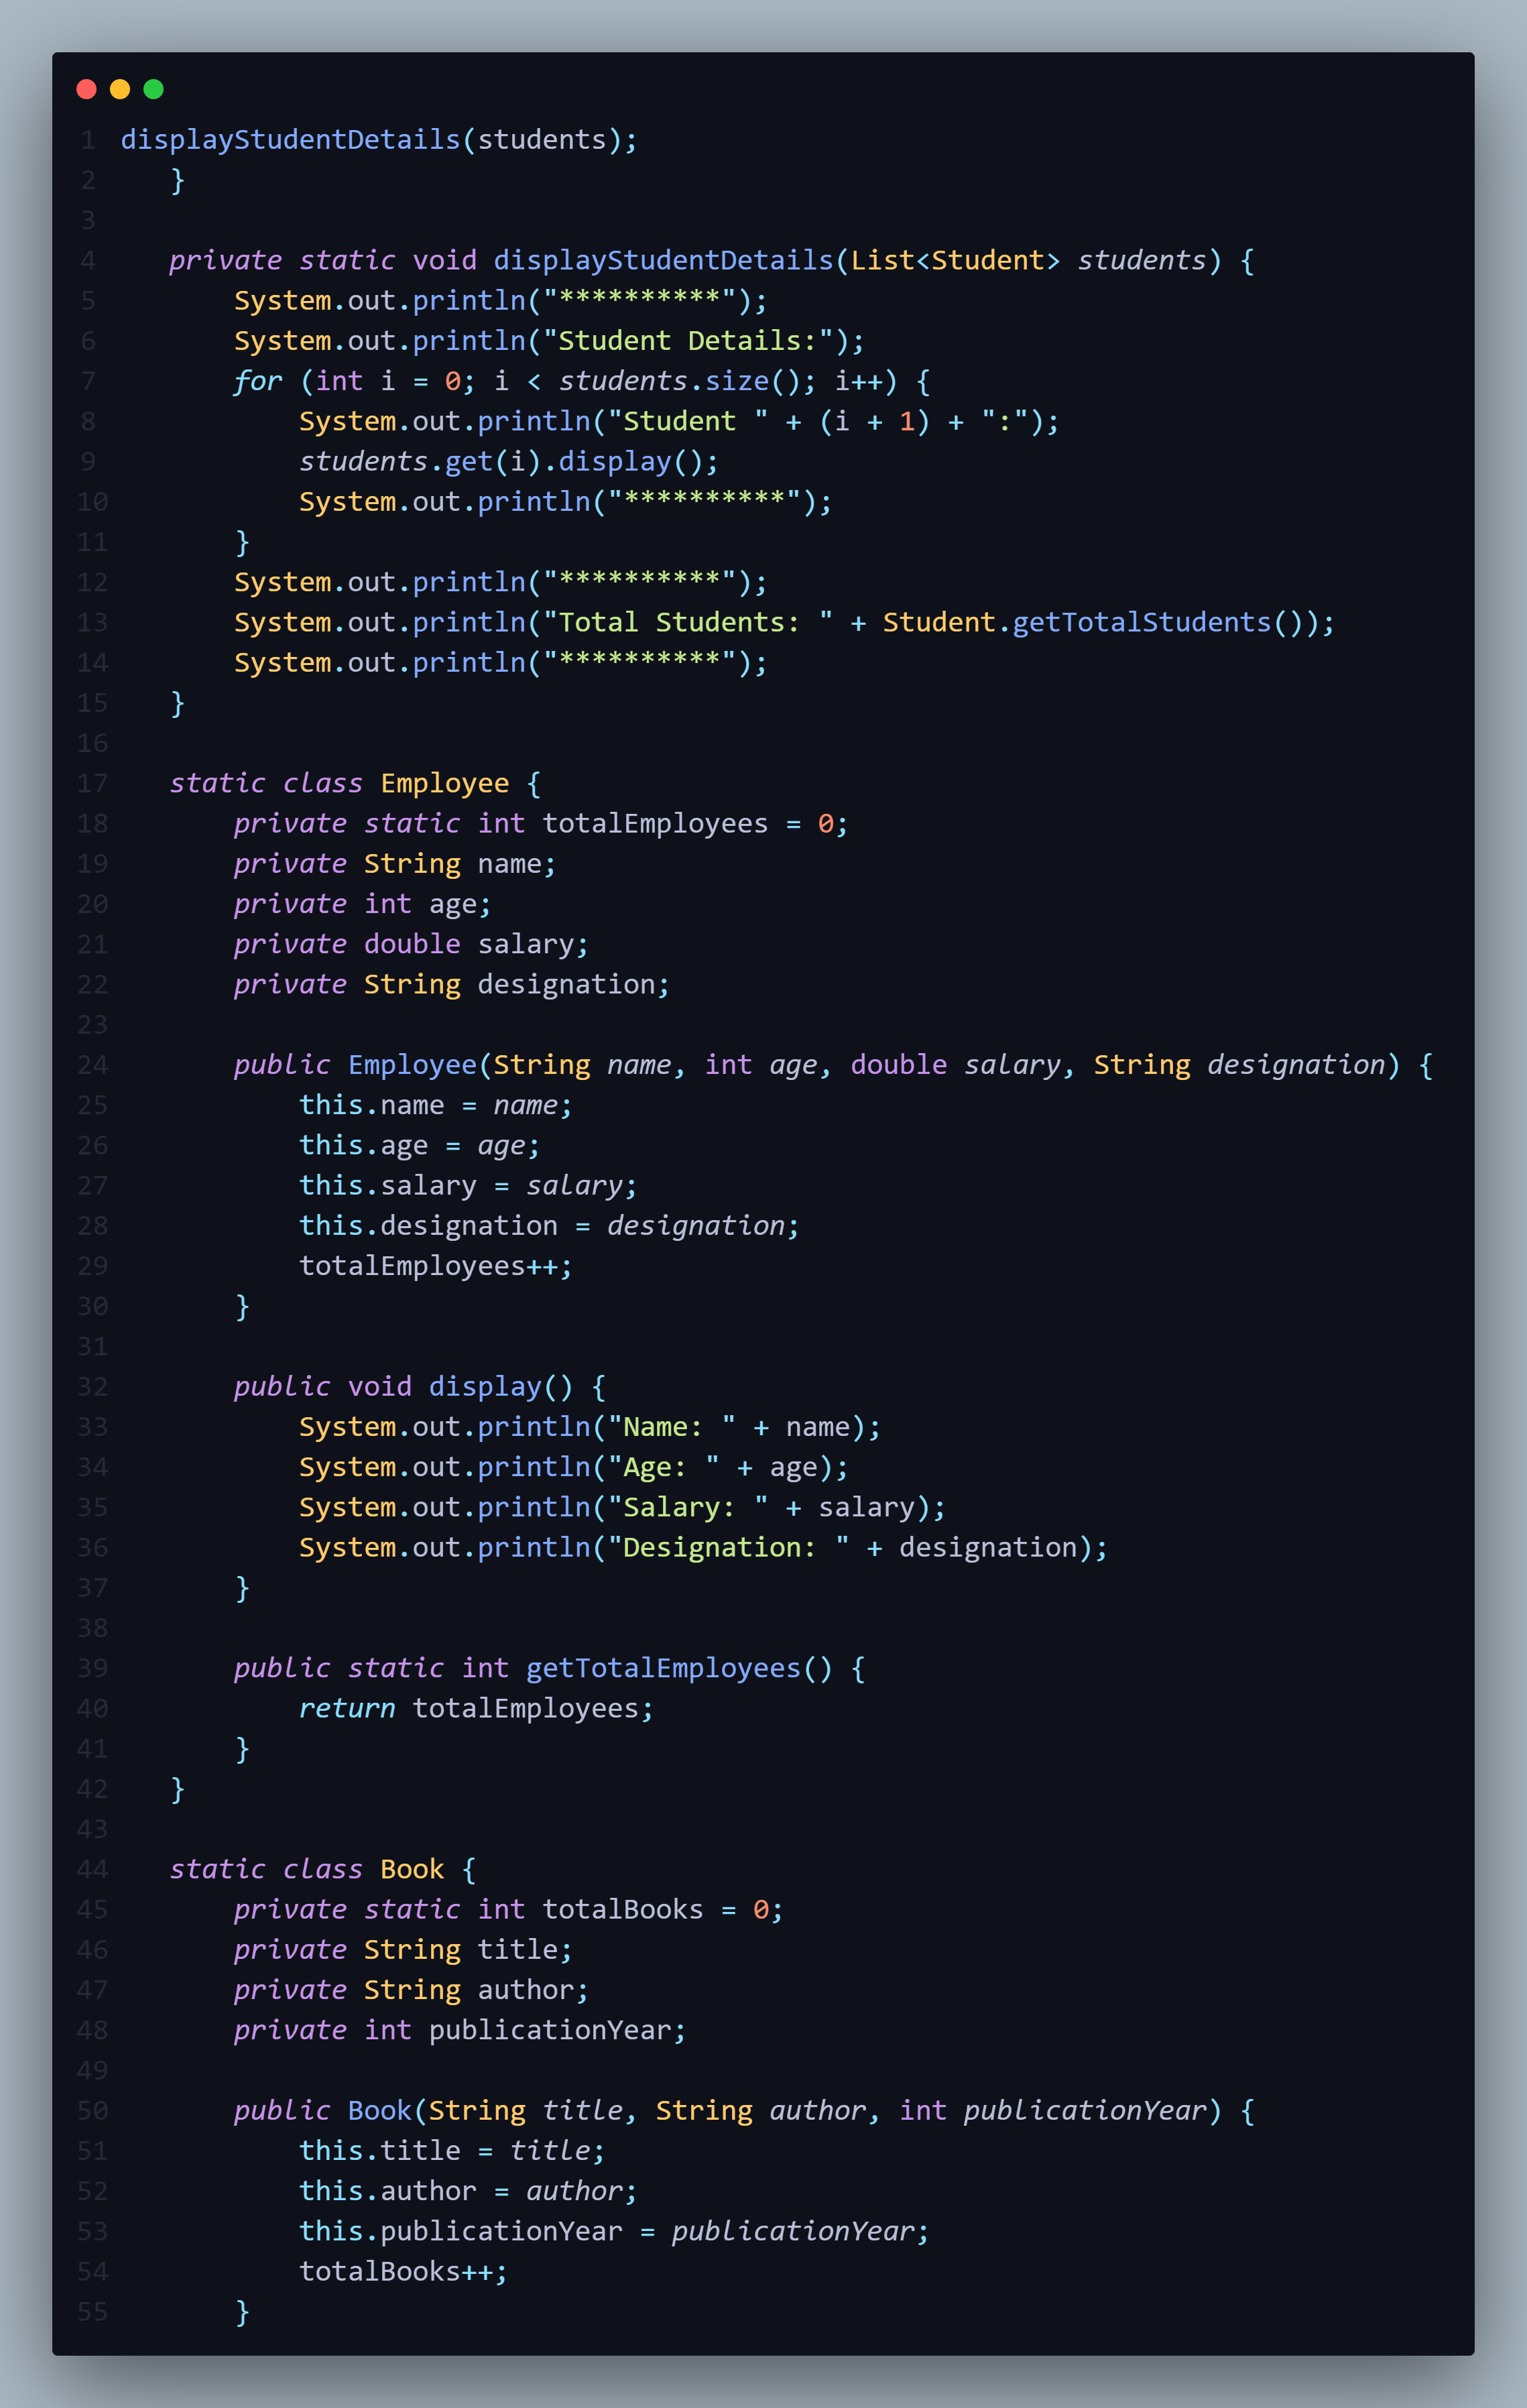 1 displayStudentDetails(students);
2    }
3
4    private static void displayStudentDetails(List<Student> students) {
5        System.out.println("**********");
6        System.out.println("Student Details:");
7        for (int i = 0; i < students.size(); i++) {
8            System.out.println("Student " + (i + 1) + ":");
9            students.get(i).display();
10            System.out.println("**********");
11        }
12        System.out.println("**********");
13        System.out.println("Total Students: " + Student.getTotalStudents());
14        System.out.println("**********");
15    }
16
17    static class Employee {
18        private static int totalEmployees = 0;
19        private String name;
20        private int age;
21        private double salary;
22        private String designation;
23
24        public Employee(String name, int age, double salary, String designation) {
25            this.name = name;
26            this.age = age;
27            this.salary = salary;
28            this.designation = designation;
29            totalEmployees++;
30        }
31
32        public void display() {
33            System.out.println("Name: " + name);
34            System.out.println("Age: " + age);
35            System.out.println("Salary: " + salary);
36            System.out.println("Designation: " + designation);
37        }
38
39        public static int getTotalEmployees() {
40            return totalEmployees;
41        }
42    }
43
44    static class Book {
45        private static int totalBooks = 0;
46        private String title;
47        private String author;
48        private int publicationYear;
49
50        public Book(String title, String author, int publicationYear) {
51            this.title = title;
52            this.author = author;
53            this.publicationYear = publicationYear;
54            totalBooks++;
55        }